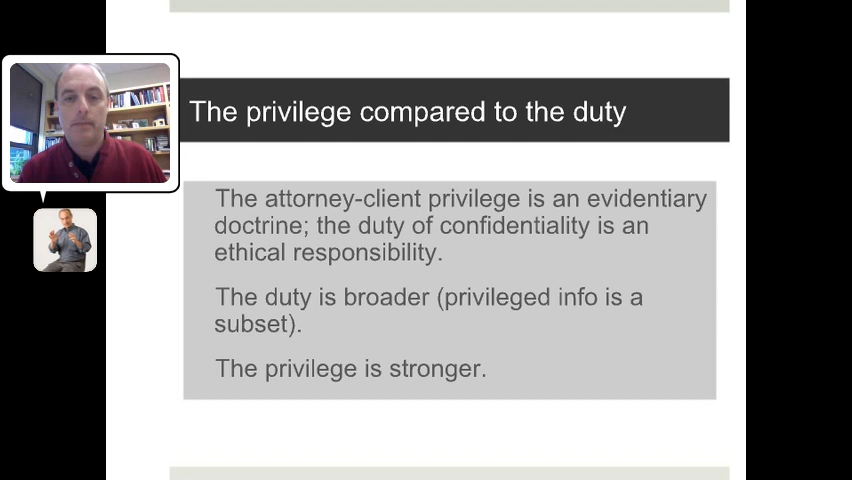 The privilege compared to the duty
The attorney-client privilege is an evidentiary
doctrine; the duty of confidentiality is an
ethical responsibility.
The duty is broader (privileged info is a
subset).
The privilege is stronger.